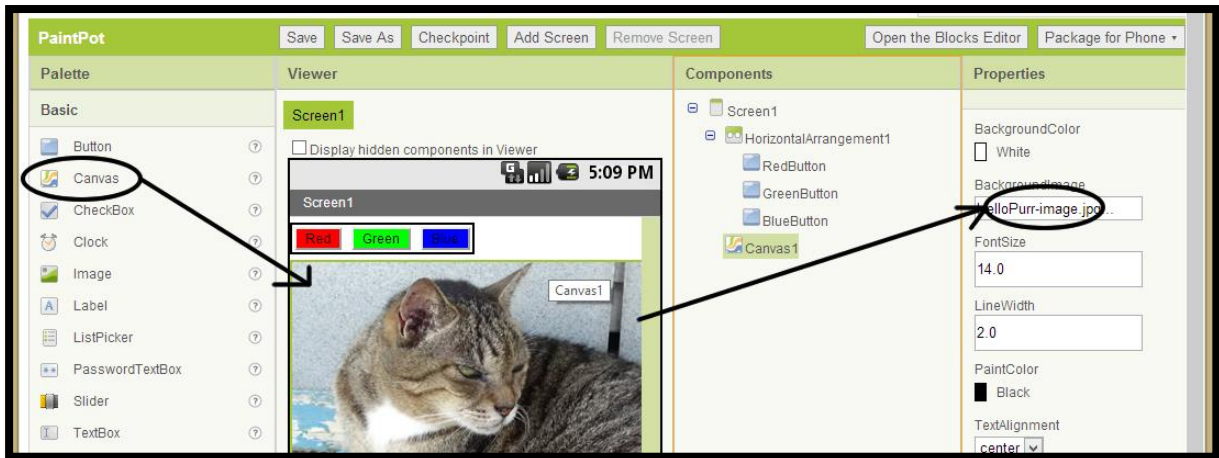 PaintPot
Save Save As Checkpoint Add Screen Remove Screen Open the Blocks Editor Package for Phone
Palette
Basic
Button ?
Canvas ?
CheckBox ?
Clock ?
Image ?
A Label ?
ListPicker ?
PasswordTextBox ?
Slider ?
TextBox ?
Viewer
Screen1
Display hidden components in Viewer
G 5:09 PM
Screen1
Red Green Blue
Canvas1
Components
Screen1
HorizontalArrangement1
RedButton
GreenButton
BlueButton
Canvas1
Properties
BackgroundColor
White
BackgroundImage
HelloPurr-image.jpg...
FontSize
14.0
LineWidth
2.0
PaintColor
Black
TextAlignment
center